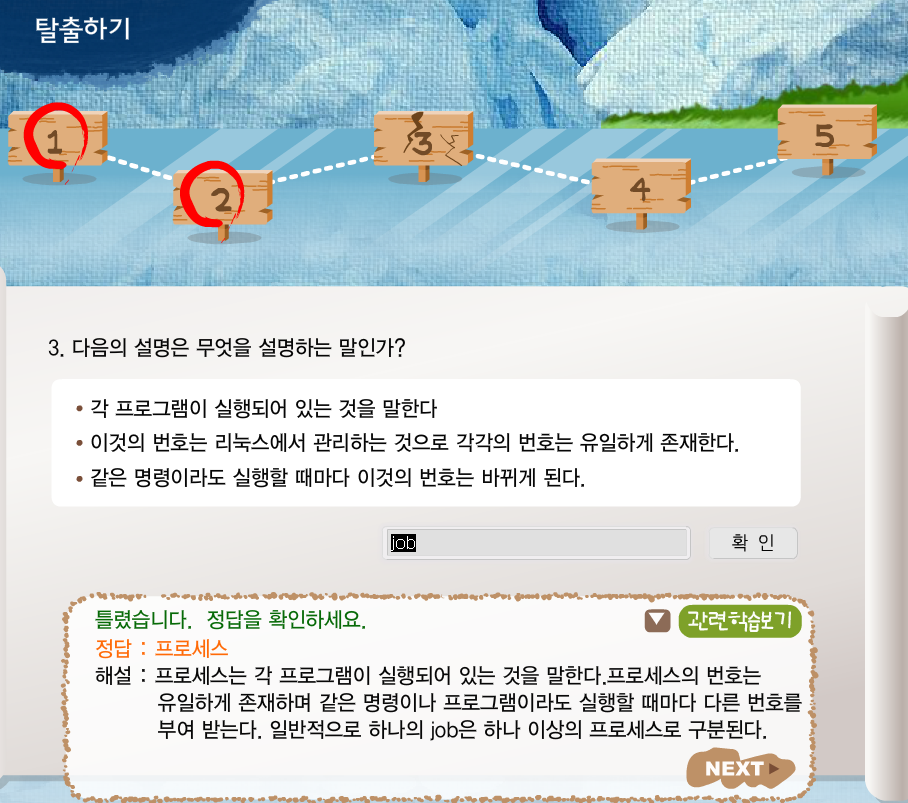 탈출하기
1
2
3
4
5
3. 다음의 설명은 무엇을 설명하는 말인가?
• 각 프로그램이 실행되어 있는 것을 말한다
• 이것의 번호는 리눅스에서 관리하는 것으로 각각의 번호는 유일하게 존재한다.
• 같은 명령이라도 실행할 때마다 이것의 번호는 바뀌게 된다.
job
확 인
틀렸습니다. 정답을 확인하세요.
관련학습보기
정답 : 프로세스
해설 : 프로세스는 각 프로그램이 실행되어 있는 것을 말한다.프로세스의 번호는
유일하게 존재하며 같은 명령이나 프로그램이라도 실행할 때마다 다른 번호를
부여 받는다. 일반적으로 하나의 job은 하나 이상의 프로세스로 구분된다.
NEXT